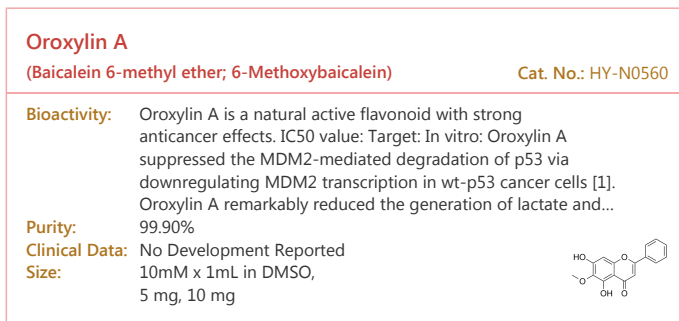 Oroxylin A
(Baicalein 6-methyl ether; 6-Methoxybaicalein) Cat. No.: HY-N0560
Bioactivity: Oroxylin A is a natural active flavonoid with strong
anticancer effects. IC50 value: Target: In vitro: Oroxylin A
suppressed the MDM2-mediated degradation of p53 via
downregulating MDM2 transcription in wt-p53 cancer cells [1].
Oroxylin A remarkably reduced the generation of lactate and...
Purity: 99.90%
Clinical Data: No Development Reported
Size: 10mM x 1mL in DMSO,
5 mg, 10 mg
HO
O
O
OH
O